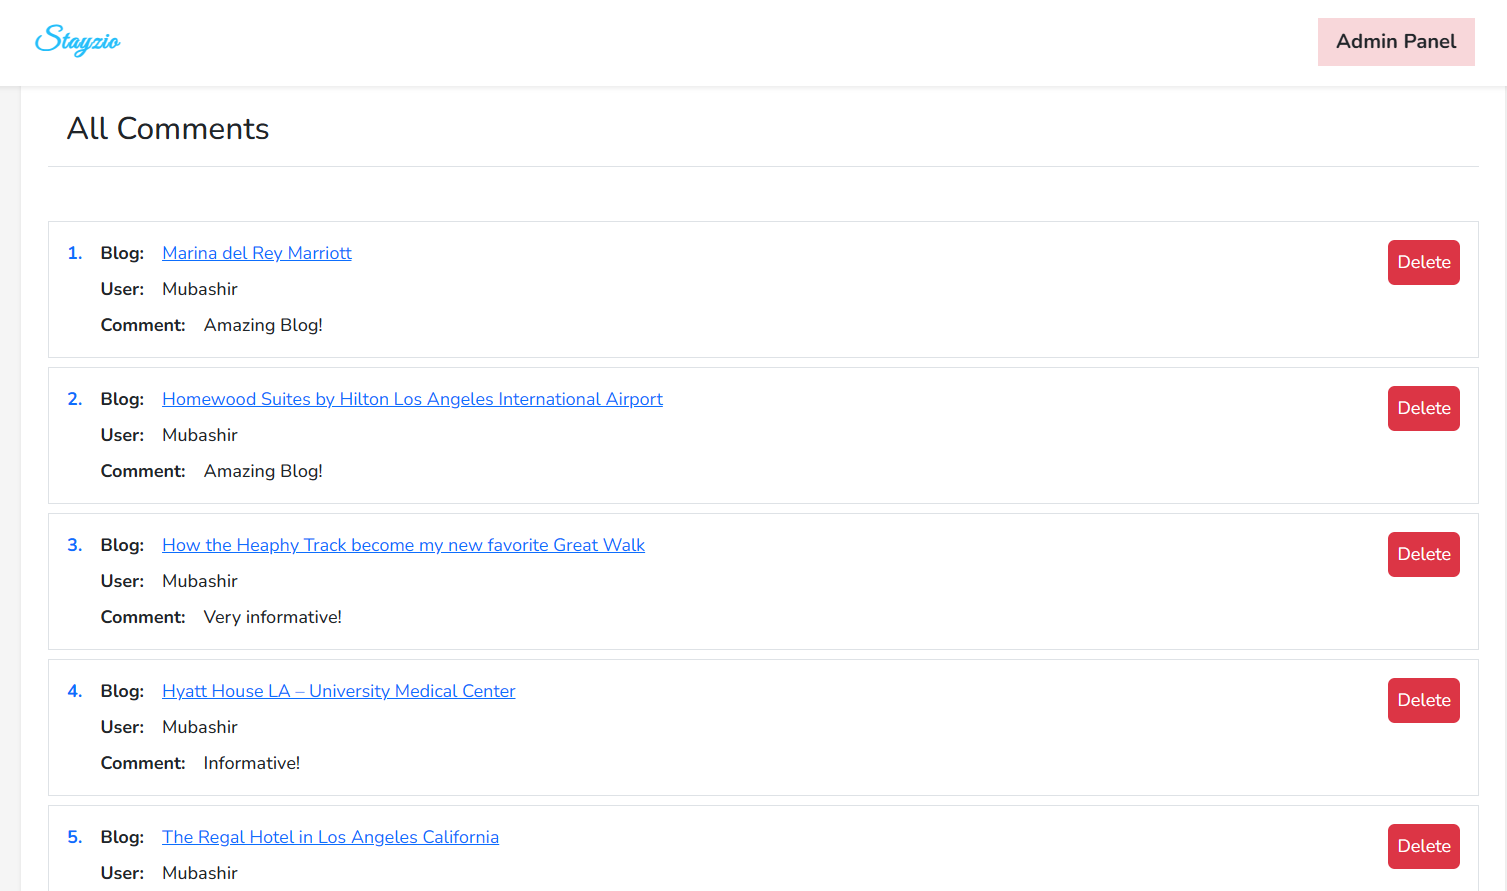 Stayzio
Admin Panel
All Comments
1. Blog: Marina del Rey Marriott
Delete
User: Mubashir
Comment: Amazing Blog!
2. Blog: Homewood Suites by Hilton Los Angeles International Airport
Delete
User: Mubashir
Comment: Amazing Blog!
3. Blog: How the Heaphy Track become my new favorite Great Walk
Delete
User: Mubashir
Comment: Very informative!
4. Blog: Hyatt House LA – University Medical Center
Delete
User: Mubashir
Comment: Informative!
5. Blog: The Regal Hotel in Los Angeles California
Delete
User: Mubashir